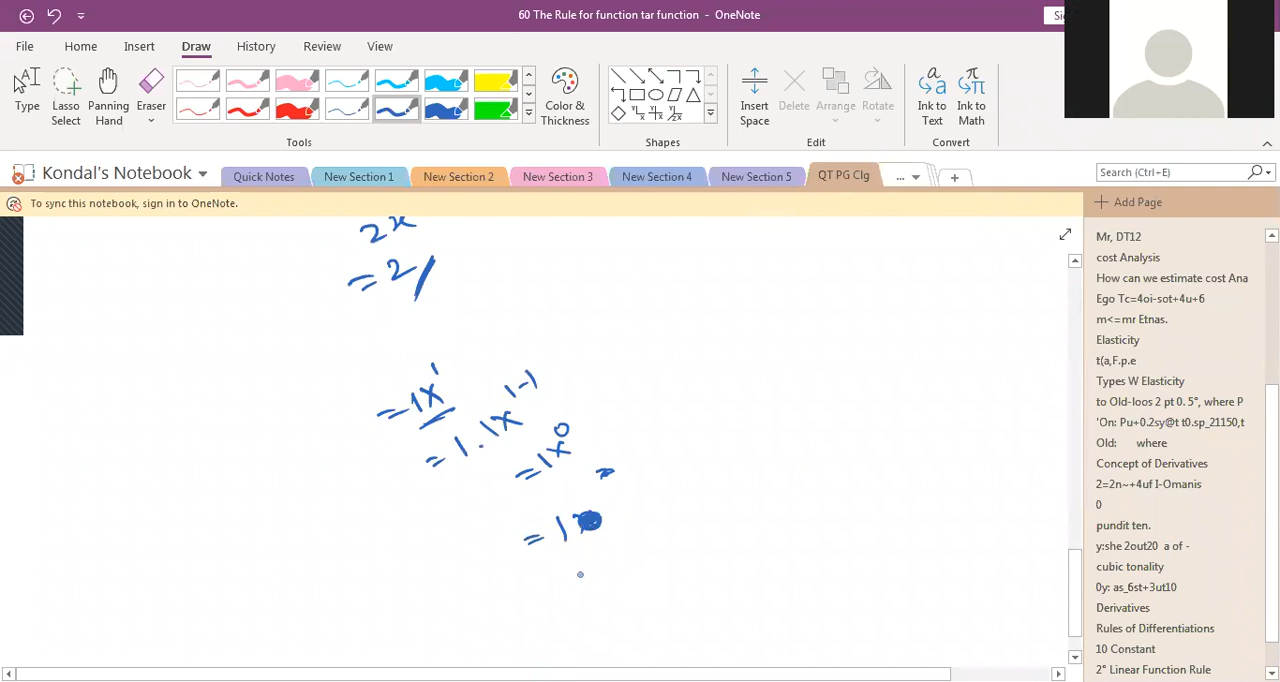 60 The Rule for function tar function - OneNote
File Home Insert Draw History Review View
Type Lasso Select Panning Hand Eraser Color & Thickness Insert Space Delete Arrange Rotate Ink to Text Ink to Math
Tools Shapes Edit Convert
Kondal's Notebook Quick Notes New Section 1 New Section 2 New Section 3 New Section 4 New Section 5 QT PG Clg ... Search (Ctrl+E)
To sync this notebook, sign in to OneNote.
Add Page
Mr, DT12
cost Analysis
How can we estimate cost Ana
Ego Tc=4oi-sot+4u+6
m<=mr Etnas.
Elasticity
t(a,F.p.e
Types W Elasticity
to Old-loos 2 pt 0. 5°, where P
'On: Pu+0.2sy@t t0.sp_21150,t
Old: where
Concept of Derivatives
2=2n~+4uf I-Omanis
0
pundit ten.
y:she 2out20 a of -
cubic tonality
0y: as_6st+3ut10
Derivatives
Rules of Differentiations
10 Constant
2° Linear Function Rule
2x
= 2/
= 1x¹
= 1 . 1x¹⁻¹
= 1x⁰ =
= 1